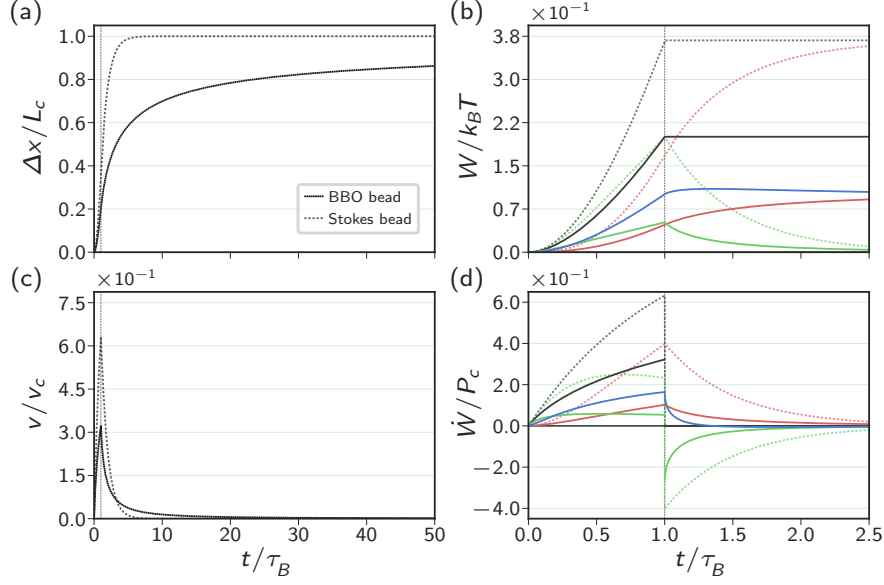 (a)
Δx/L_c
1.0
0.8
0.6
0.4
0.2
0.0
BBO bead
Stokes bead
(b)
×10⁻¹
W/k_BT
3.8
3.0
2.2
1.5
0.7
0.0
(c)
×10⁻¹
v/v_c
7.5
6.0
4.5
3.0
1.5
0.0
0 10 20 30 40 50
t/τ_B
(d)
×10⁻¹
Ẇ/P_c
6.0
4.0
2.0
0.0
−2.0
−4.0
0.0 0.5 1.0 1.5 2.0 2.5
t/τ_B